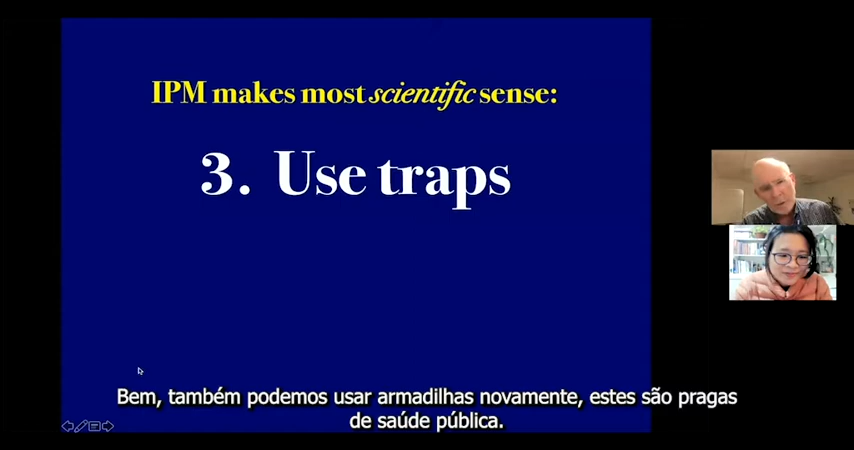 IPM makes most scientific sense:
3. Use traps
Bem, também podemos usar armadilhas novamente, estes são pragas
de saúde pública.